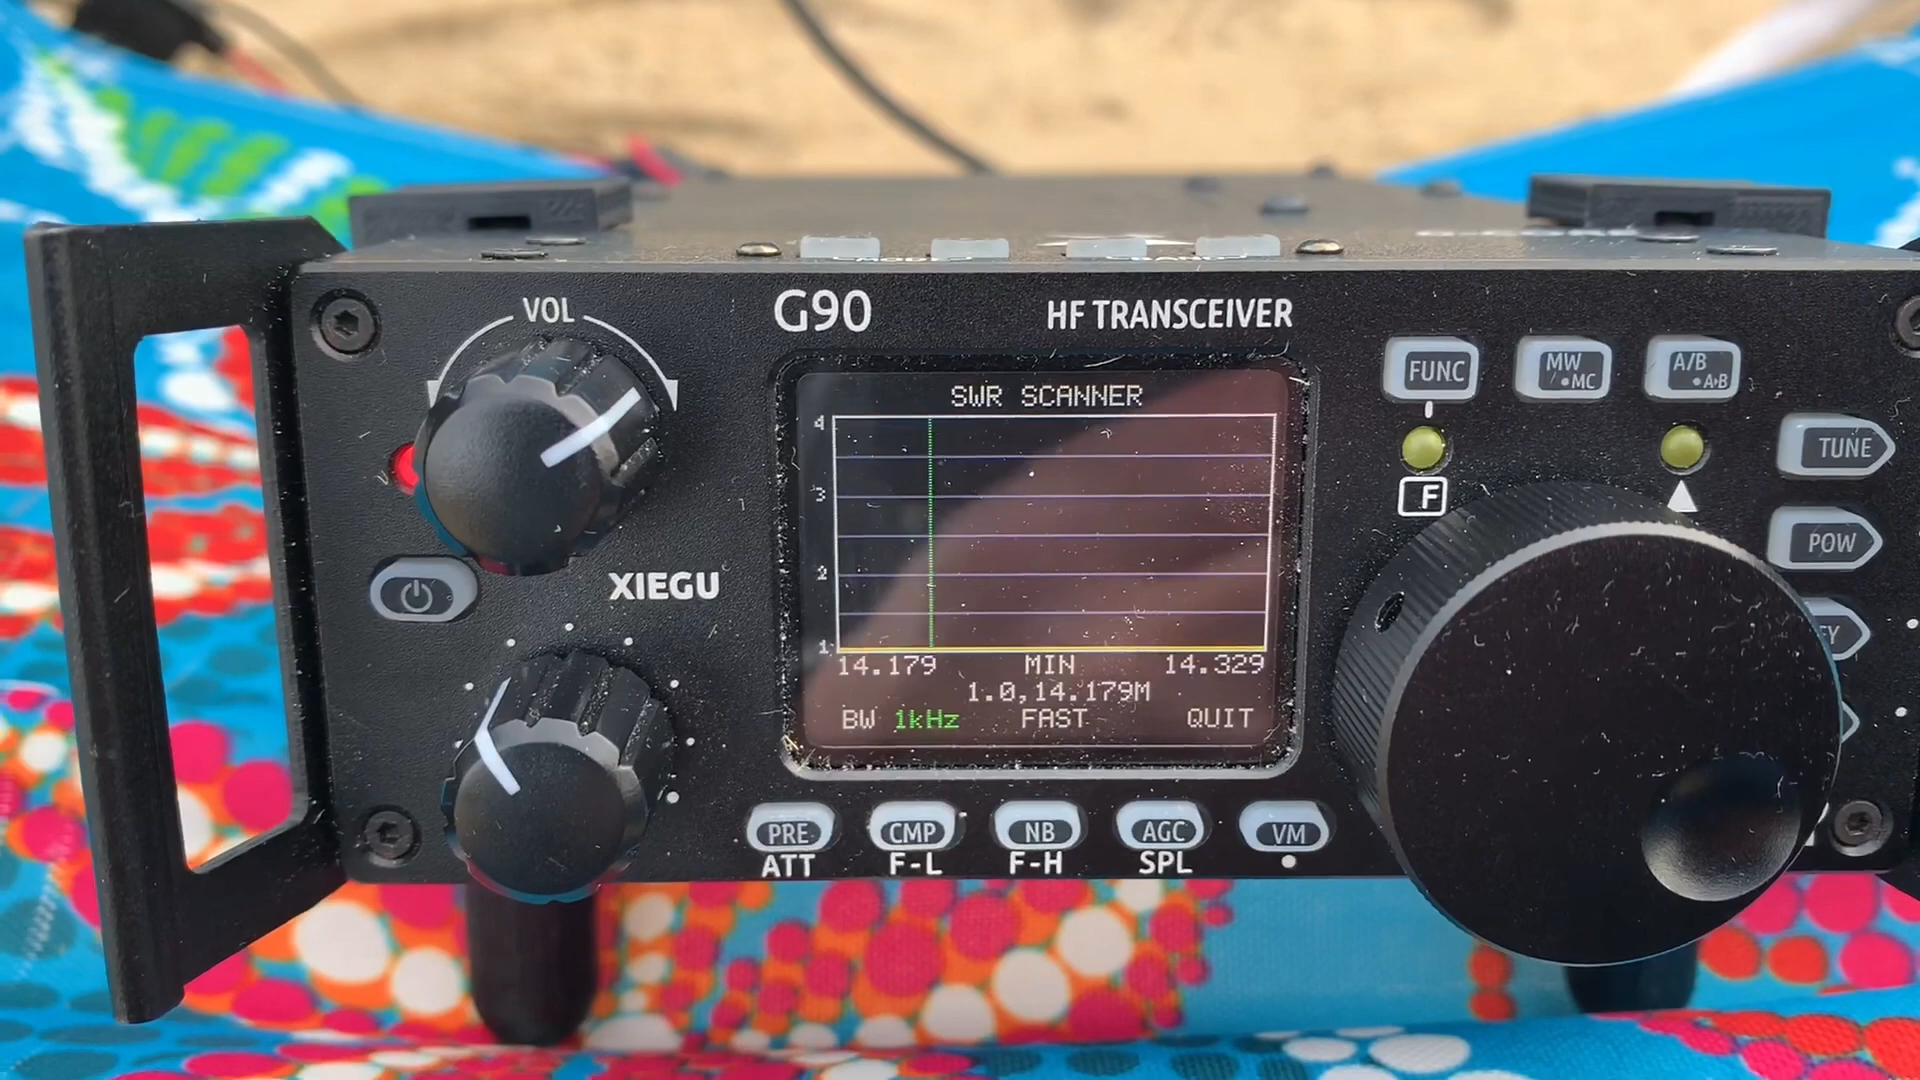 VOL
G90
HF TRANSCEIVER
XIEGU
SWR SCANNER
4
3
2
1
14.179 MIN 14.329
1.0,14.179M
BW 1kHz FAST QUIT
FUNC
MW
MC
A/B
F
TUNE
POW
PRE CMP NB AGC VM
ATT F-L F-H SPL